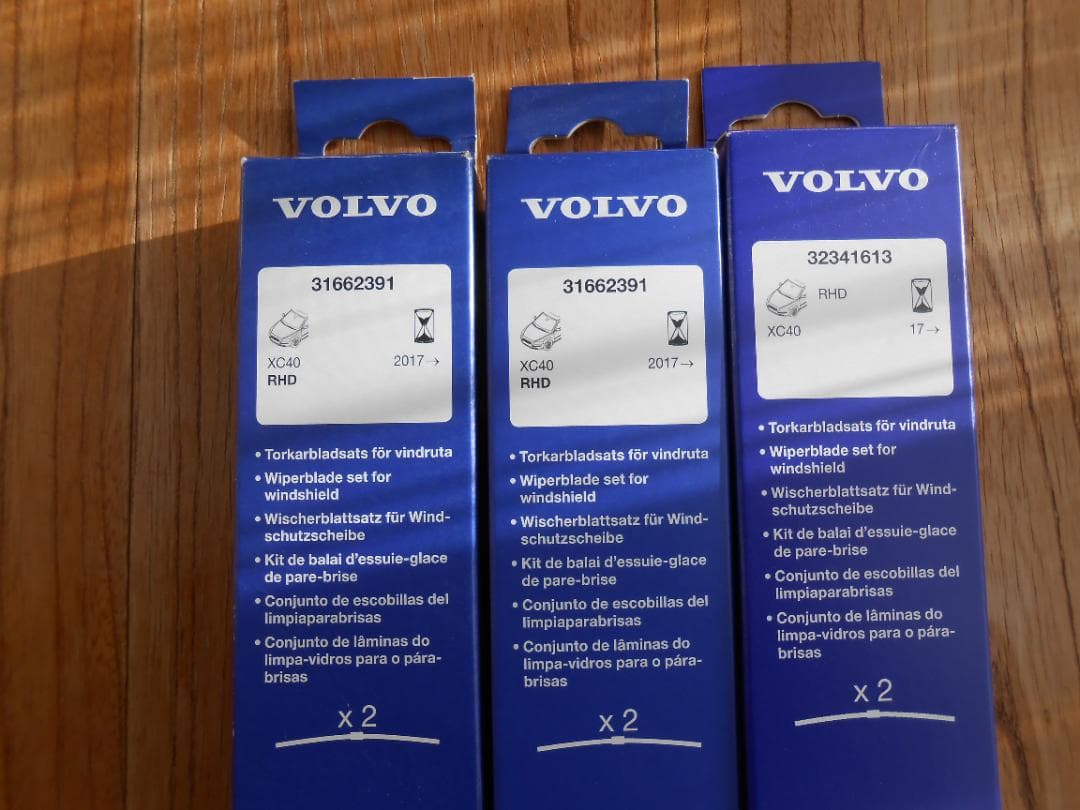 VOLVO
31662391
XC40
2017→
RHD
• Torkarbladsats för vindruta
• Wiperblade set for
windshield
• Wischerblattsatz für Wind-
schutzscheibe
• Kit de balai d'essuie-glace
de pare-brise
• Conjunto de escobillas del
limpiaparabrisas
• Conjunto de lâminas do
limpa-vidros para o pára-
brisas
x 2
VOLVO
31662391
XC40
2017→
RHD
• Torkarbladsats för vindruta
• Wiperblade set for
windshield
• Wischerblattsatz für Wind-
schutzscheibe
• Kit de balai d'essuie-glace
de pare-brise
• Conjunto de escobillas del
limpiaparabrisas
• Conjunto de lâminas do
limpa-vidros para o pára-
brisas
x 2
VOLVO
32341613
RHD
XC40
17→
• Torkarbladsats för vindruta
• Wiperblade set for
windshield
• Wischerblattsatz für Wind-
schutzscheibe
• Kit de balai d'essuie-glace
de pare-brise
• Conjunto de escobillas del
limpiaparabrisas
• Conjunto de lâminas do
limpa-vidros para o pára-
brisas
x 2